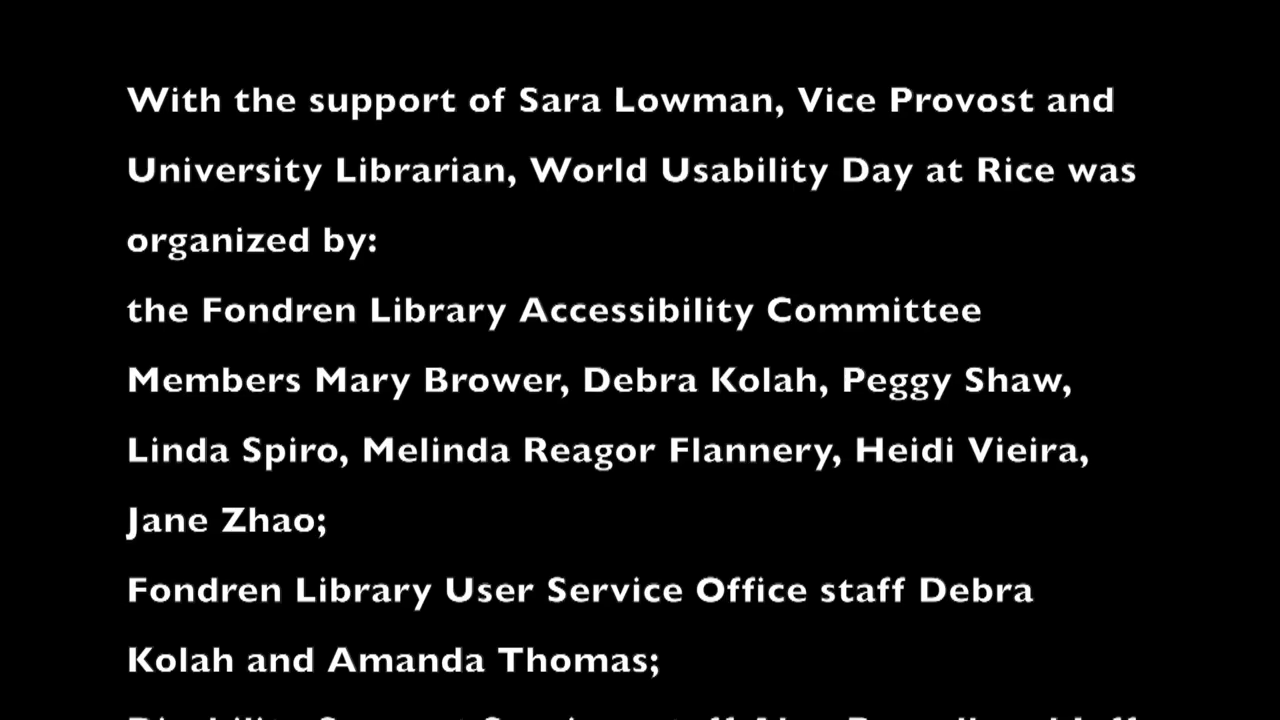 With the support of Sara Lowman, Vice Provost and
University Librarian, World Usability Day at Rice was
organized by:
the Fondren Library Accessibility Committee
Members Mary Brower, Debra Kolah, Peggy Shaw,
Linda Spiro, Melinda Reagor Flannery, Heidi Vieira,
Jane Zhao;
Fondren Library User Service Office staff Debra
Kolah and Amanda Thomas;